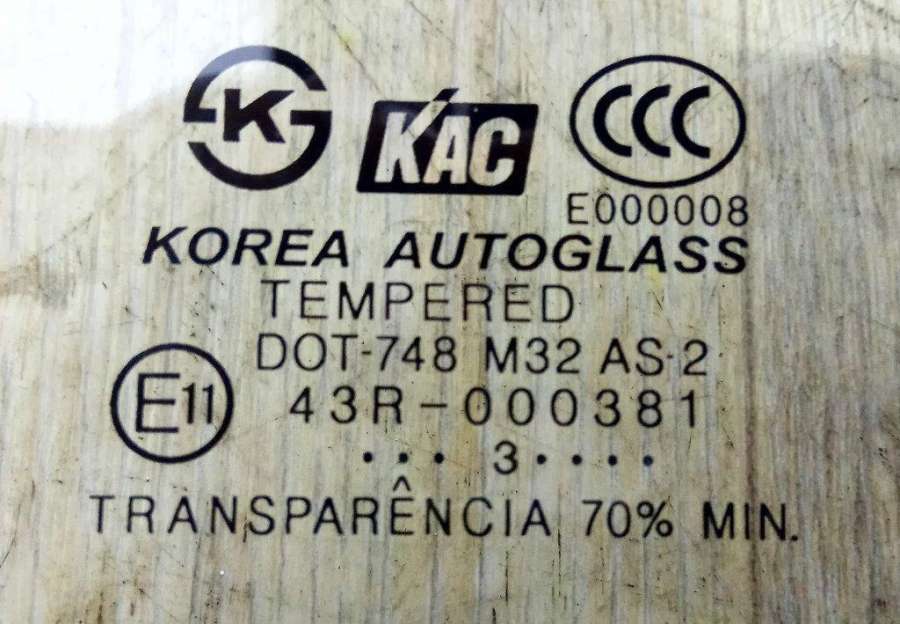 K KAC CCC
E000008
KOREA AUTOGLASS
TEMPERED
DOT-748 M32 AS-2
E11 43R-000381
••• 3••••
TRANSPARÊNCIA 70% MIN.